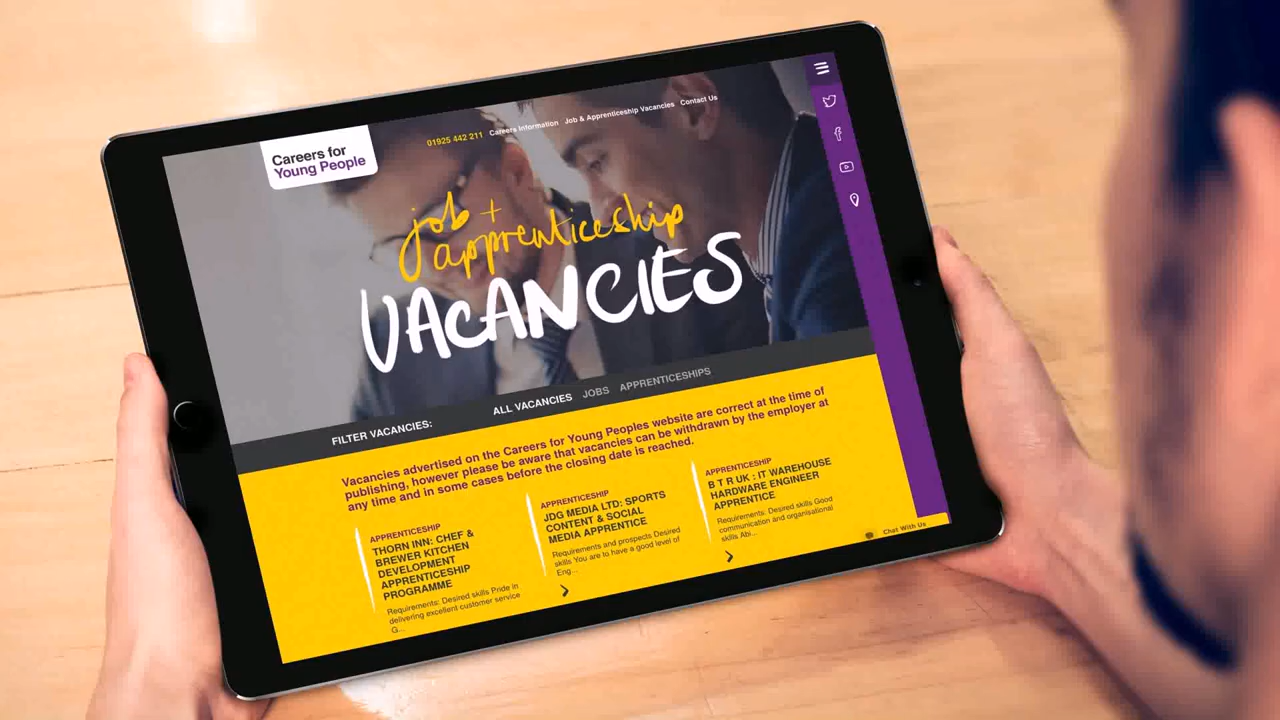 Careers for
Young People
01925 442 211 Careers Information Job & Apprenticeship Vacancies Contact Us
job +
apprenticeship
VACANCIES
FILTER VACANCIES: ALL VACANCIES JOBS APPRENTICESHIPS
Vacancies advertised on the Careers for Young Peoples website are correct at the time of
publishing, however please be aware that vacancies can be withdrawn by the employer at
any time and in some cases before the closing date is reached.
APPRENTICESHIP
THORN INN: CHEF &
BREWER KITCHEN
DEVELOPMENT
APPRENTICESHIP
PROGRAMME
Requirements: Desired skills Pride in
delivering excellent customer service
G...
APPRENTICESHIP
JDG MEDIA LTD: SPORTS
CONTENT & SOCIAL
MEDIA APPRENTICE
Requirements and prospects Desired
skills You are to have a good level of
Eng...
APPRENTICESHIP
B T R UK : IT WAREHOUSE
HARDWARE ENGINEER
APPRENTICE
Requirements: Desired skills Good
communication and organisational
skills Abi...
Chat With Us